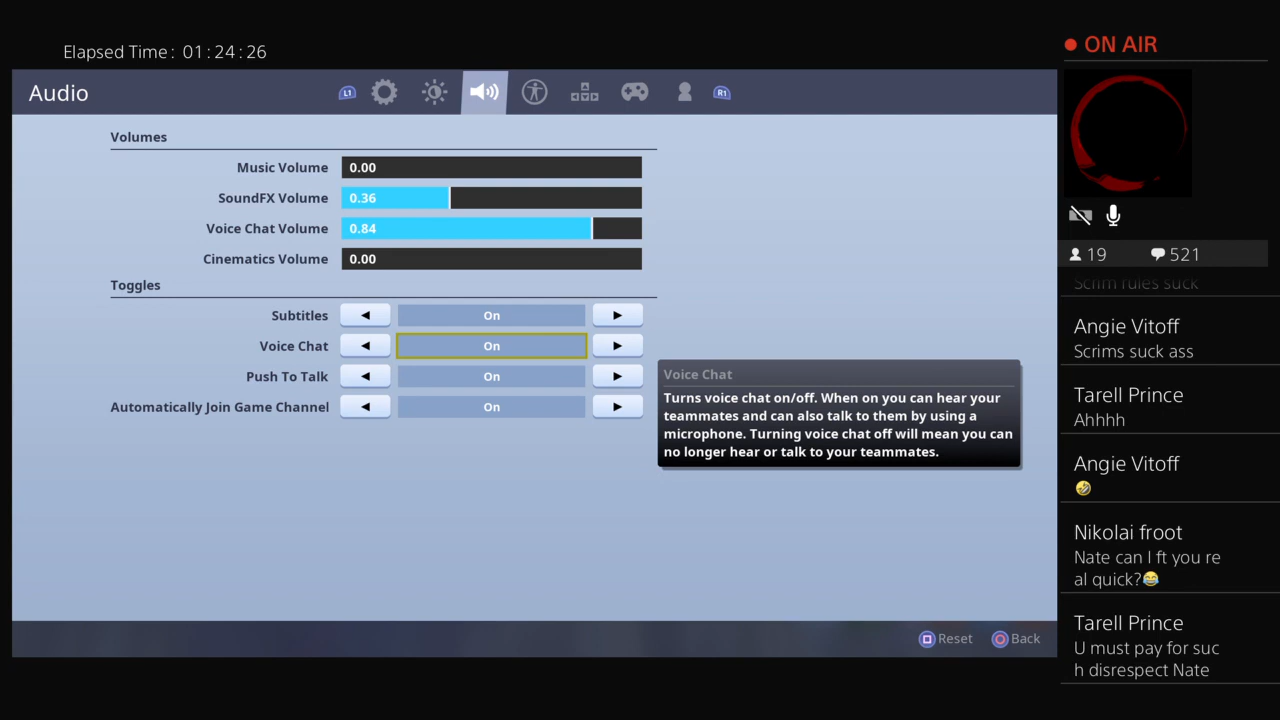 Elapsed Time: 01:24:26
ON AIR
Audio
L1
R1
Volumes
Music Volume 0.00
SoundFX Volume 0.36
Voice Chat Volume 0.84
Cinematics Volume 0.00
Toggles
Subtitles On
Voice Chat On
Push To Talk On
Automatically Join Game Channel On
Voice Chat
Turns voice chat on/off. When on you can hear your
teammates and can also talk to them by using a
microphone. Turning voice chat off will mean you can
no longer hear or talk to your teammates.
Reset
Back
19
521
Scrim rules suck
Angie Vitoff
Scrims suck ass
Tarell Prince
Ahhhh
Angie Vitoff
🤣
Nikolai froot
Nate can I ft you re
al quick?😂
Tarell Prince
U must pay for suc
h disrespect Nate